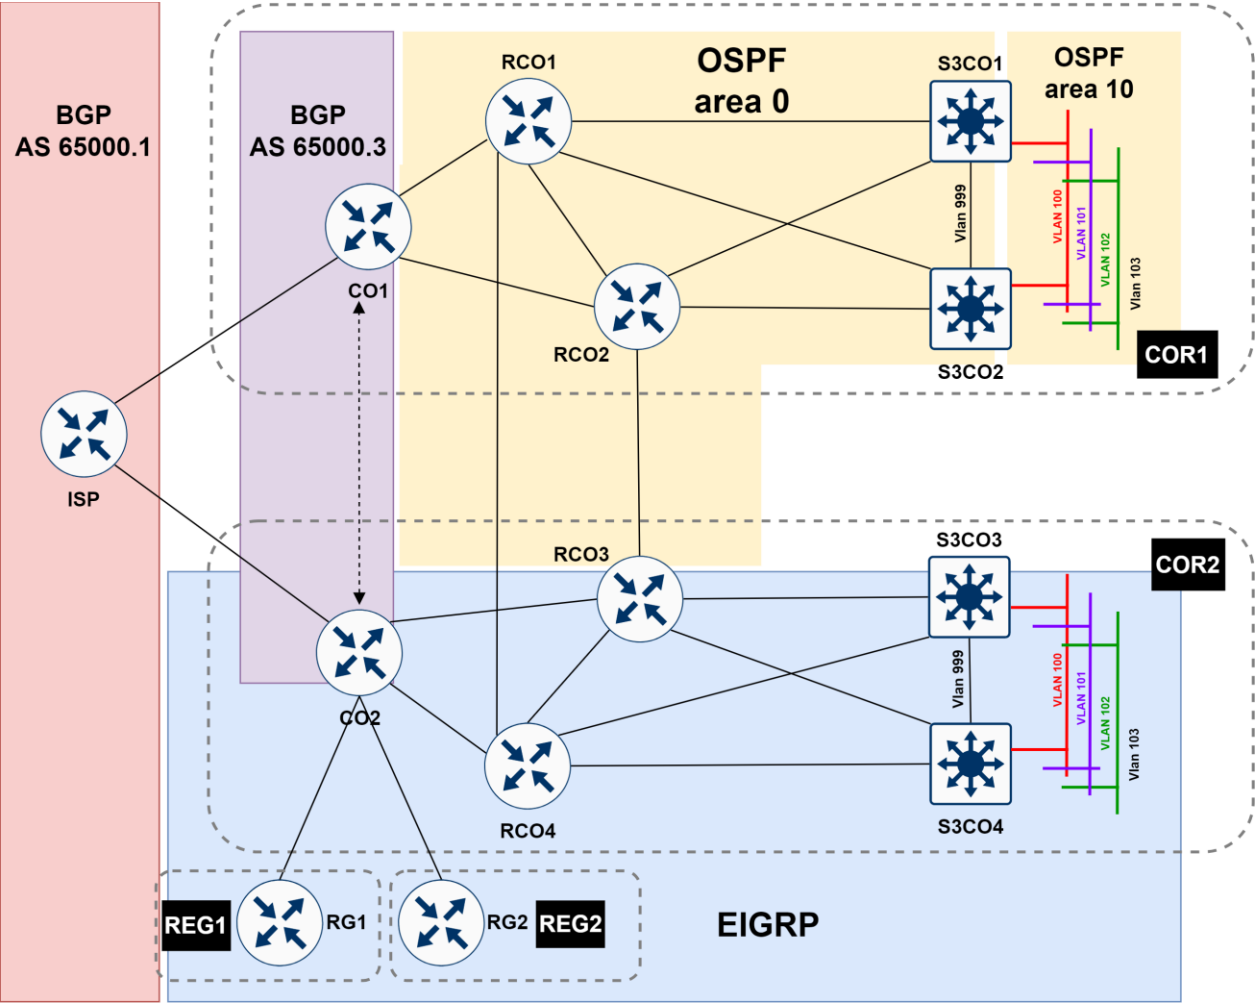 RCO1
OSPF
area 0
S3CO1
OSPF
area 10
BGP
AS 65000.1
BGP
AS 65000.3
VLAN 100
VLAN 101
VLAN 102
Vlan 103
Vlan 999
CO1
RCO2
S3CO2
COR1
ISP
RCO3
S3CO3
COR2
Vlan 999
VLAN 100
VLAN 101
VLAN 102
Vlan 103
CO2
RCO4
S3CO4
REG1
RG1
RG2
REG2
EIGRP